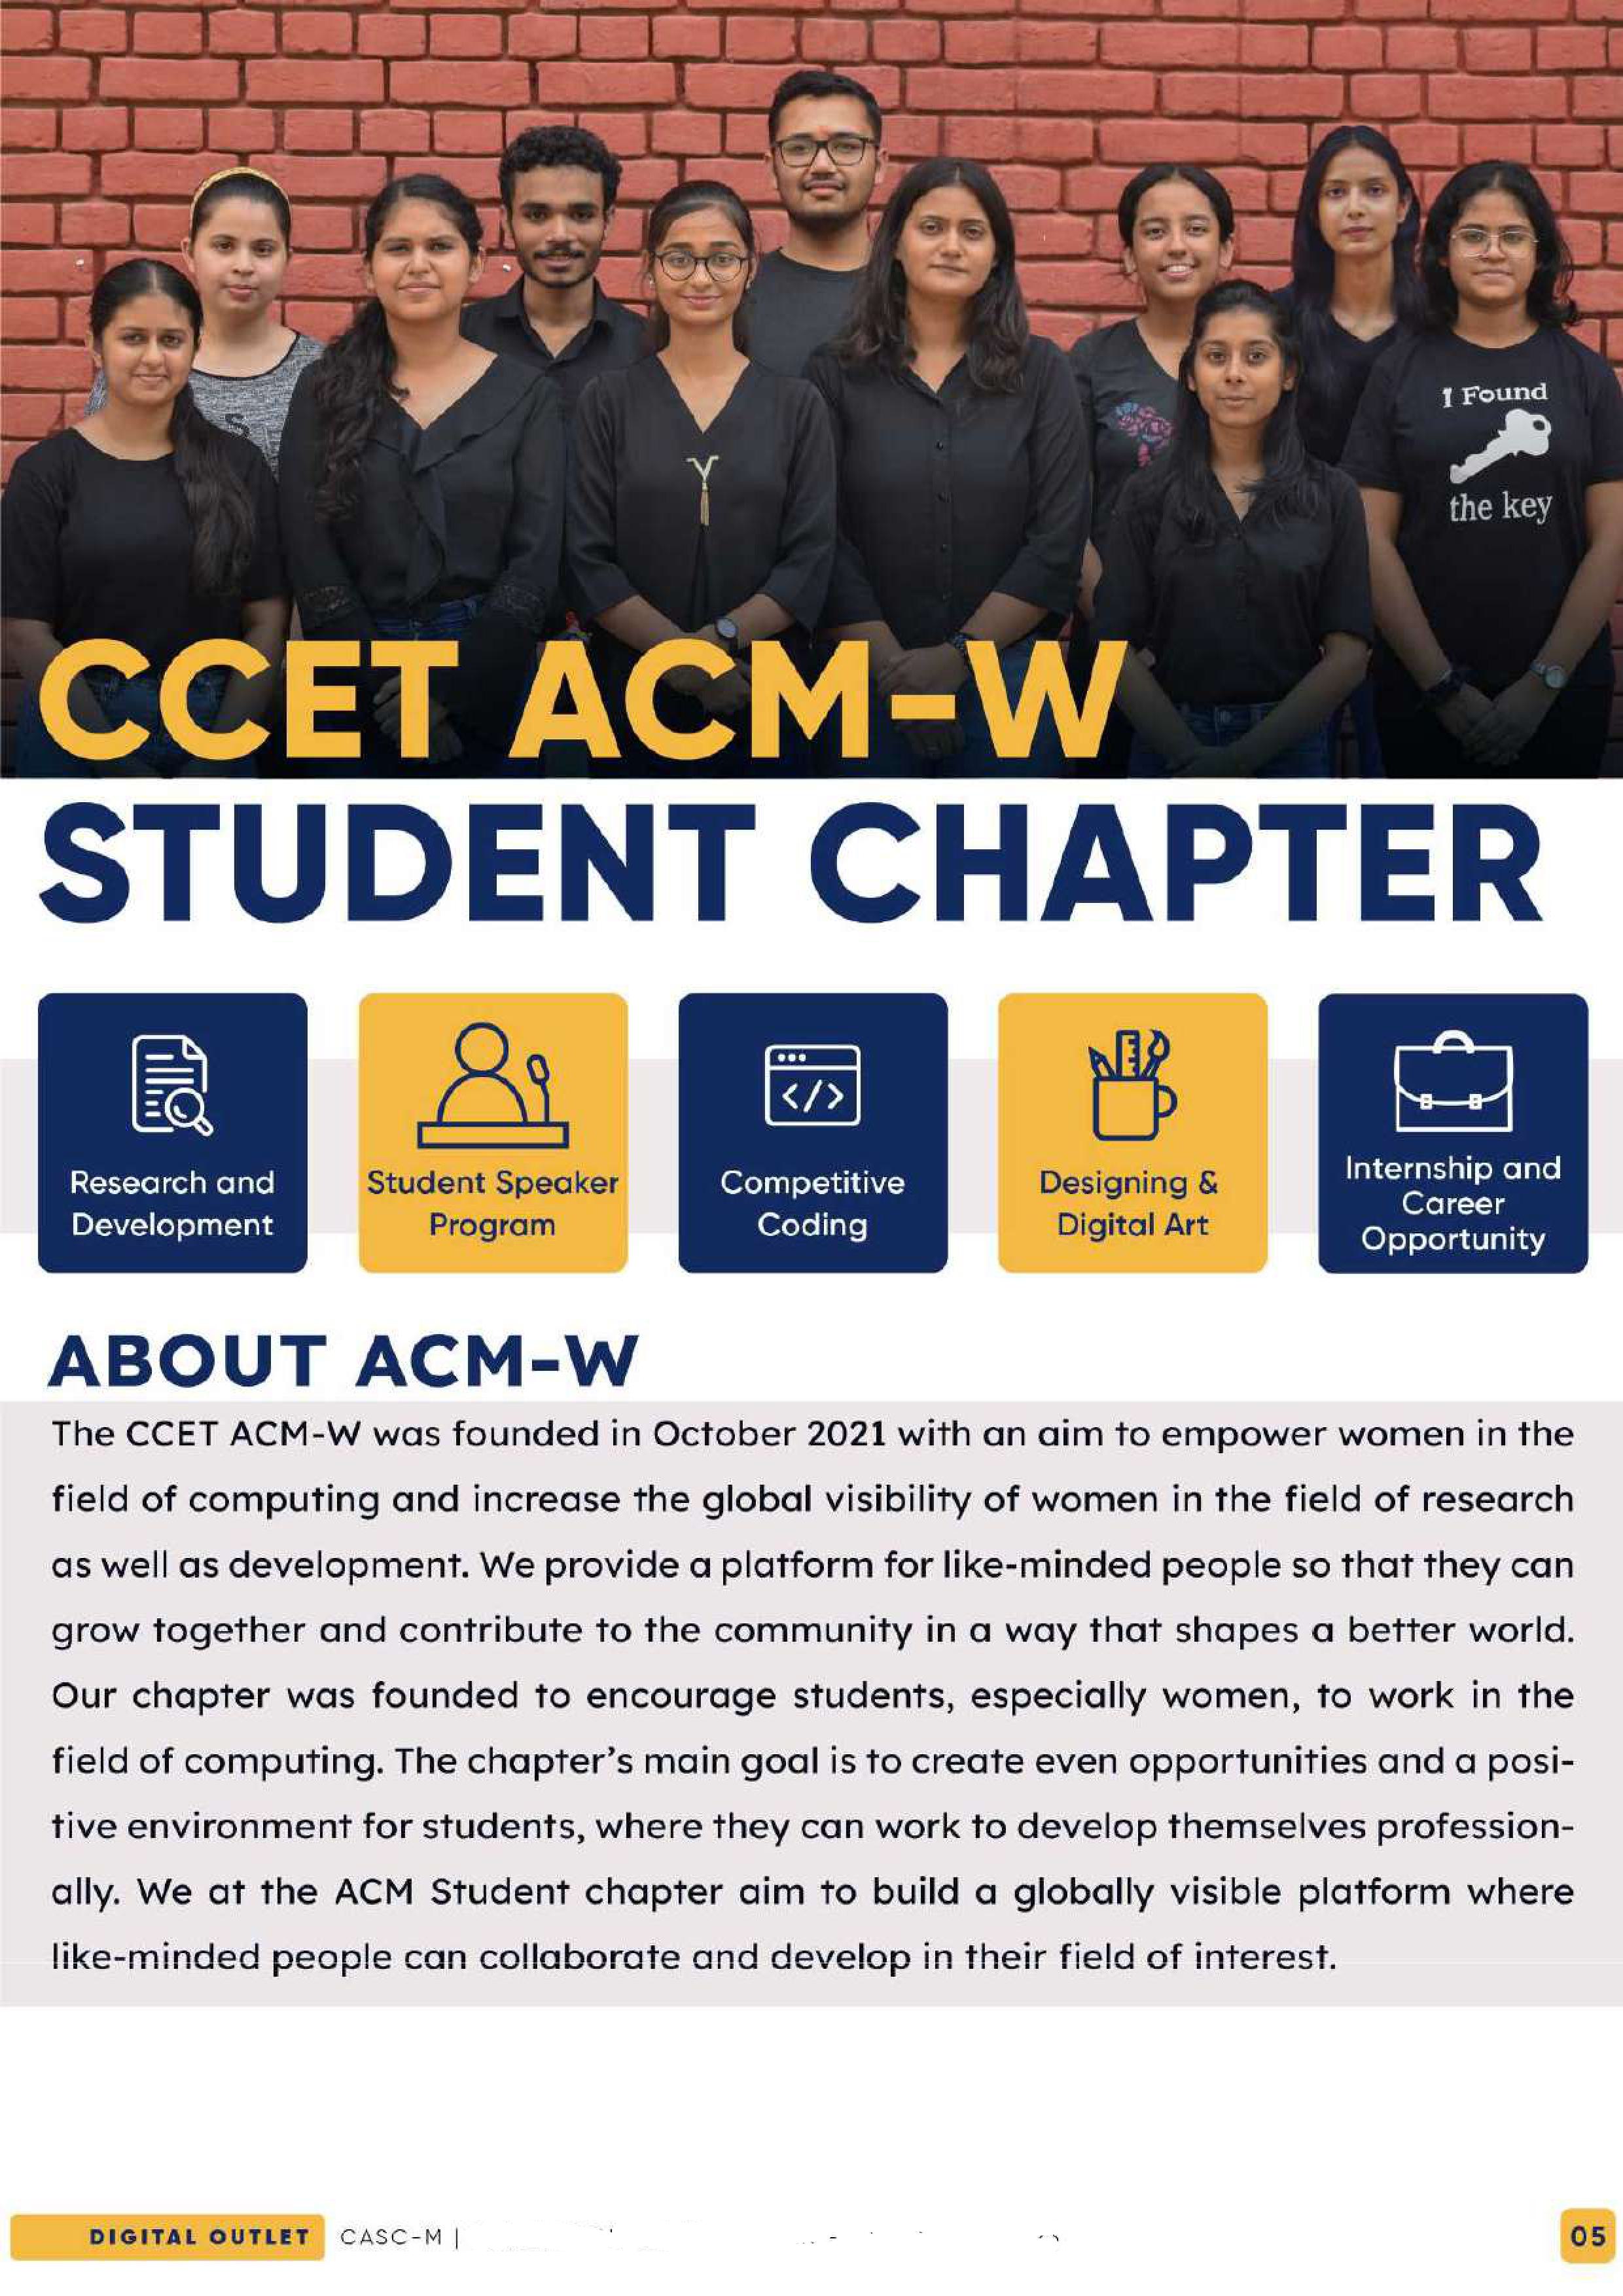 I Found
the key
CCET ACM-W
STUDENT CHAPTER
Research and
Development
Student Speaker
Program
Competitive
Coding
Designing &
Digital Art
Internship and
Career
Opportunity
ABOUT ACM-W
The CCET ACM-W was founded in October 2021 with an aim to empower women in the
field of computing and increase the global visibility of women in the field of research
as well as development. We provide a platform for like-minded people so that they can
grow together and contribute to the community in a way that shapes a better world.
Our chapter was founded to encourage students, especially women, to work in the
field of computing. The chapter's main goal is to create even opportunities and a posi-
tive environment for students, where they can work to develop themselves profession-
ally. We at the ACM Student chapter aim to build a globally visible platform where
like-minded people can collaborate and develop in their field of interest.
DIGITAL OUTLET CASC-M |
05